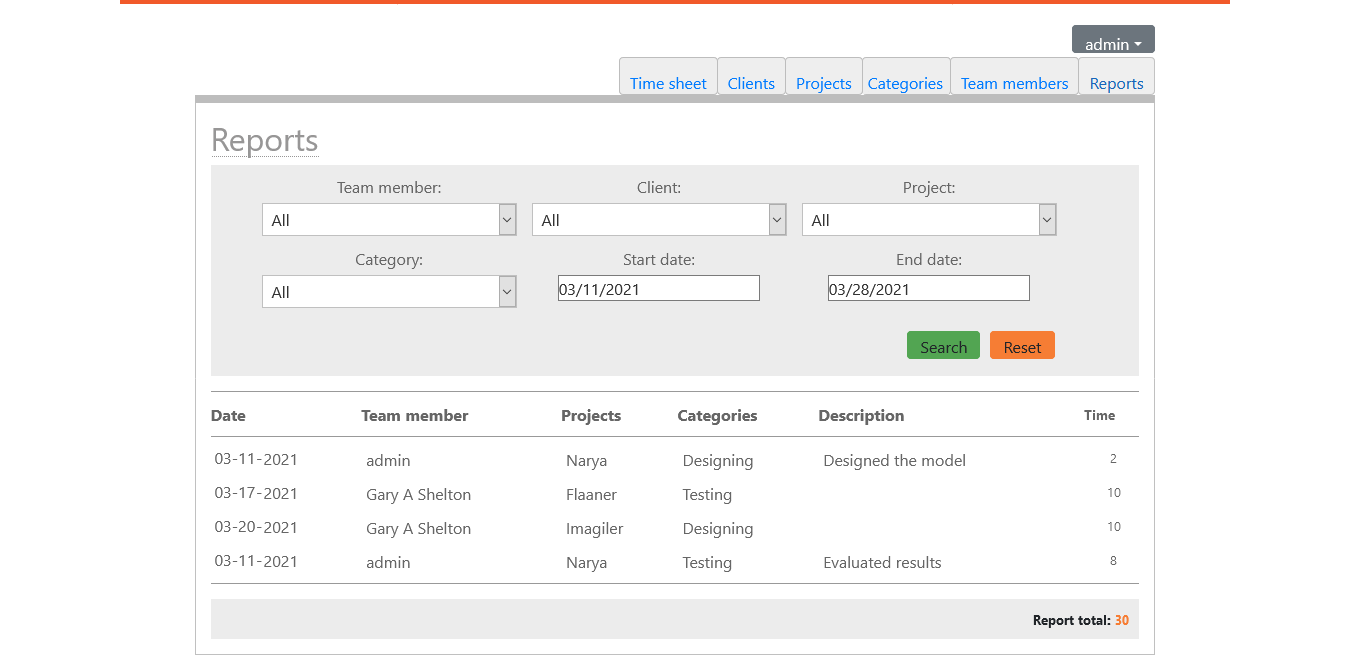 admin
Time sheet Clients Projects Categories Team members Reports
Reports
Team member: Client: Project:
All All All
Category: Start date: End date:
All 03/11/2021 03/28/2021
Search Reset
Date Team member Projects Categories Description Time
03-11-2021 admin Narya Designing Designed the model 2
03-17-2021 Gary A Shelton Flaaner Testing 10
03-20-2021 Gary A Shelton Imagiler Designing 10
03-11-2021 admin Narya Testing Evaluated results 8
Report total: 30